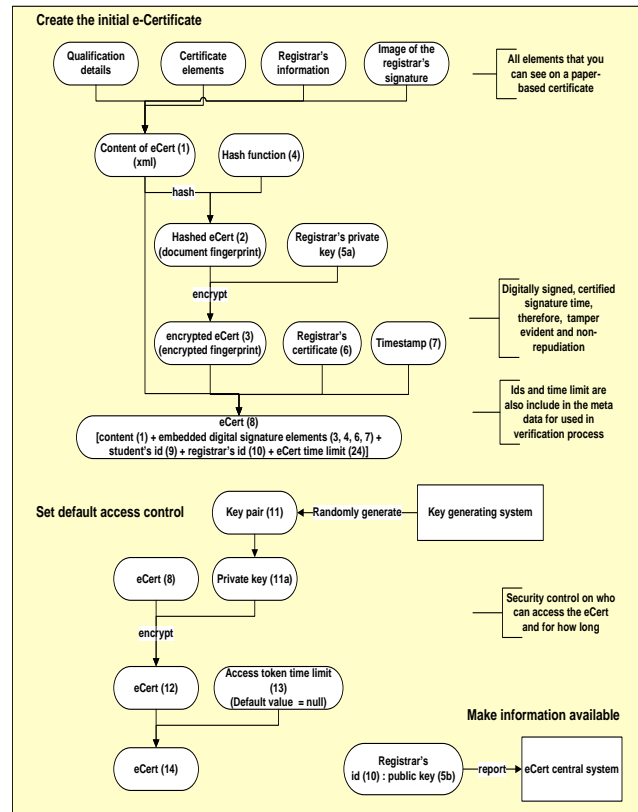 Create the initial e-Certificate
Qualification
details
Certificate
elements
Registrar's
information
Image of the
registrar's
signature
All elements that you
can see on a paper-
based certificate
Content of eCert (1)
(xml)
Hash function (4)
hash
Hashed eCert (2)
(document fingerprint)
Registrar's private
key (5a)
encrypt
Digitally signed, certified
signature time,
therefore, tamper
evident and non-
repudiation
encrypted eCert (3)
(encrypted fingerprint)
Registrar's
certificate (6)
Timestamp (7)
Ids and time limit are
also include in the meta
data for used in
verification process
eCert (8)
[content (1) + embedded digital signature elements (3, 4, 6, 7) +
student's id (9) + registrar's id (10) + eCert time limit (24)]
Set default access control
Key pair (11)
Randomly generate
Key generating system
eCert (8)
Private key (11a)
Security control on who
can access the eCert
and for how long
encrypt
eCert (12)
Access token time limit
(13)
(Default value = null)
Make information available
eCert (14)
Registrar's
id (10) : public key (5b)
report
eCert central system